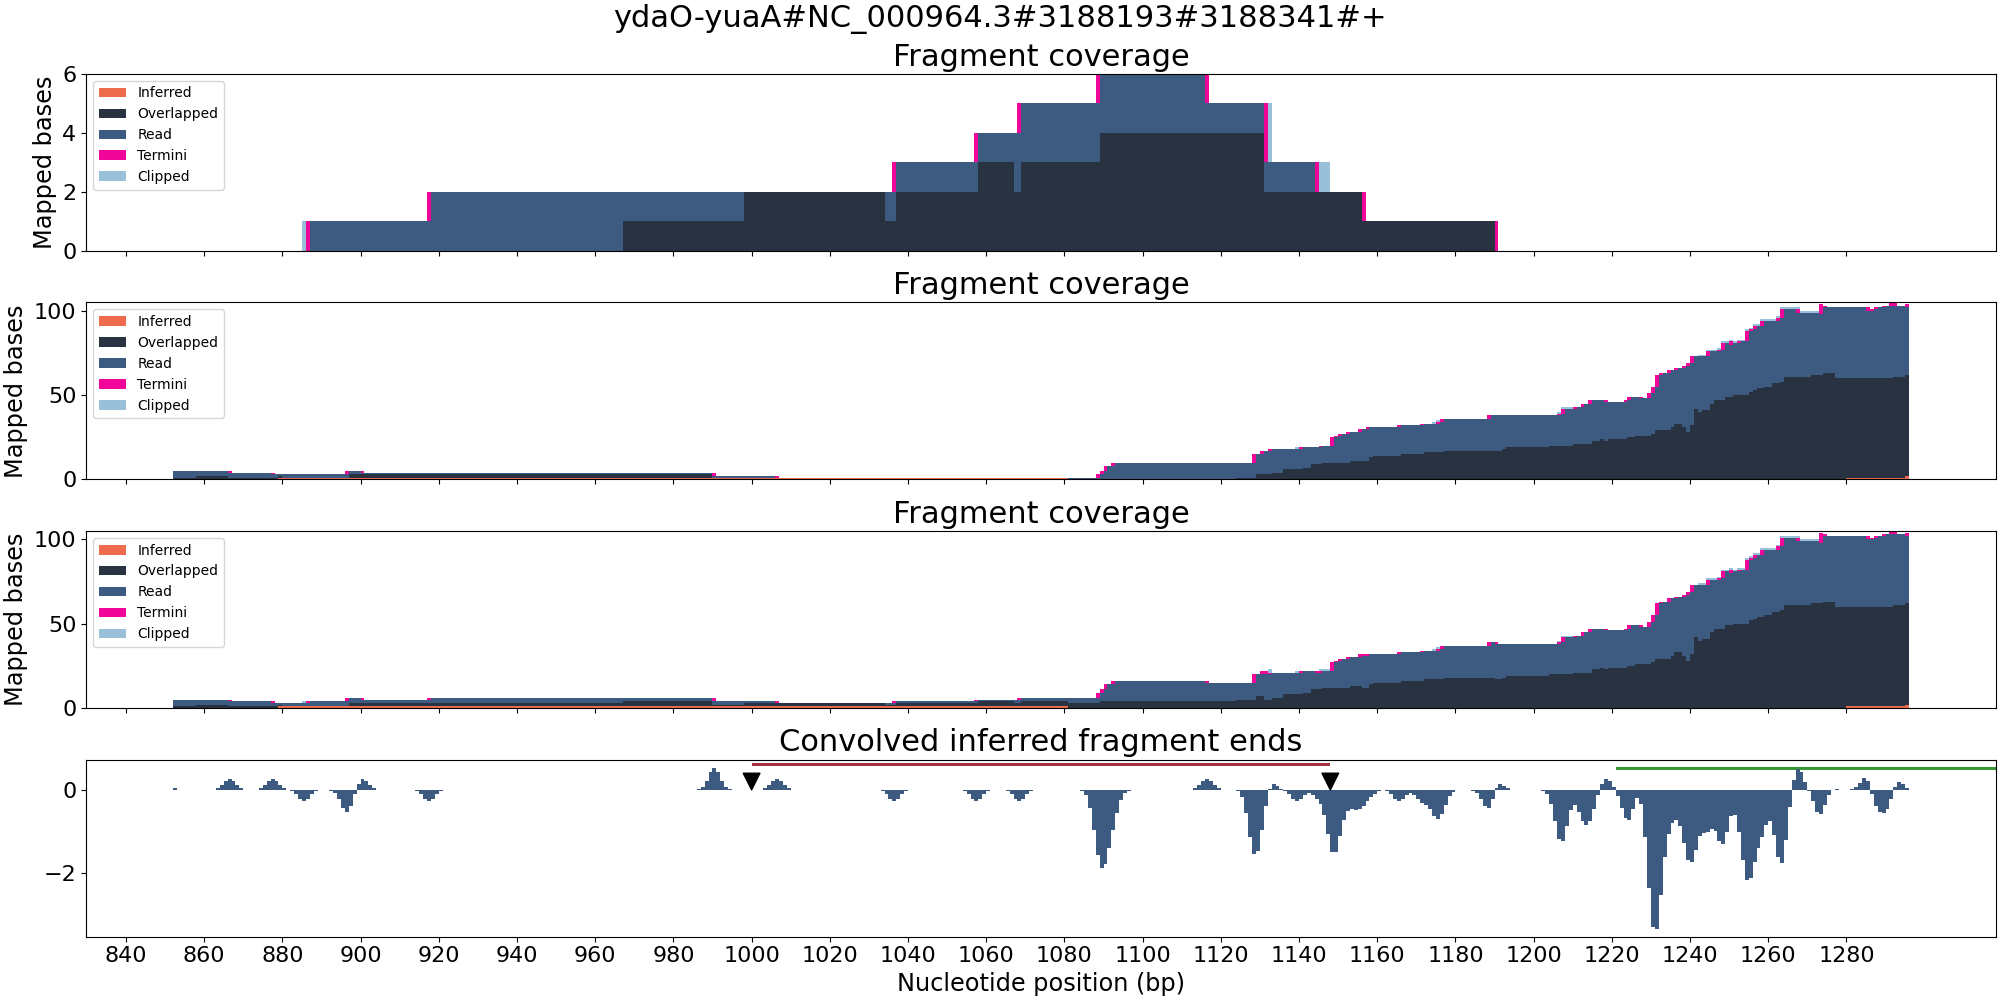 ydaO-yuaA#NC_000964.3#3188193#3188341#+
Fragment coverage
Mapped bases
6
4
2
0
Inferred
Overlapped
Read
Termini
Clipped
Fragment coverage
Mapped bases
100
50
0
Inferred
Overlapped
Read
Termini
Clipped
Fragment coverage
Mapped bases
100
50
0
Inferred
Overlapped
Read
Termini
Clipped
Convolved inferred fragment ends
0
−2
840 860 880 900 920 940 960 980 1000 1020 1040 1060 1080 1100 1120 1140 1160 1180 1200 1220 1240 1260 1280
Nucleotide position (bp)